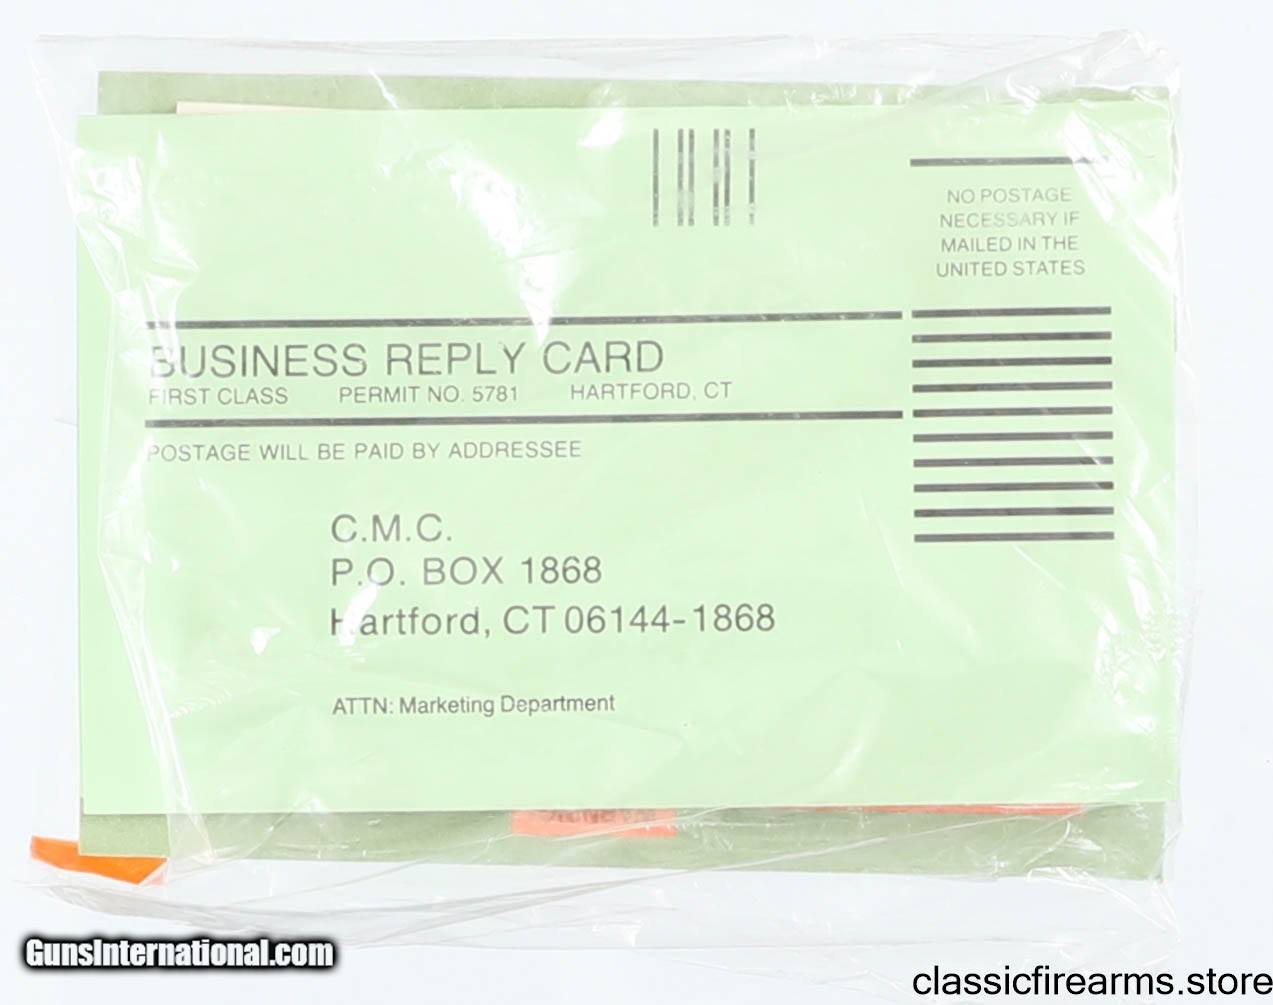 NO POSTAGE
NECESSARY IF
MAILED IN THE
UNITED STATES
BUSINESS REPLY CARD
FIRST CLASS PERMIT NO. 5781 HARTFORD, CT
POSTAGE WILL BE PAID BY ADDRESSEE
C.M.C.
P.O. BOX 1868
Hartford, CT 06144-1868
ATTN: Marketing Department
GunsInternational.com
classicfirearms.store